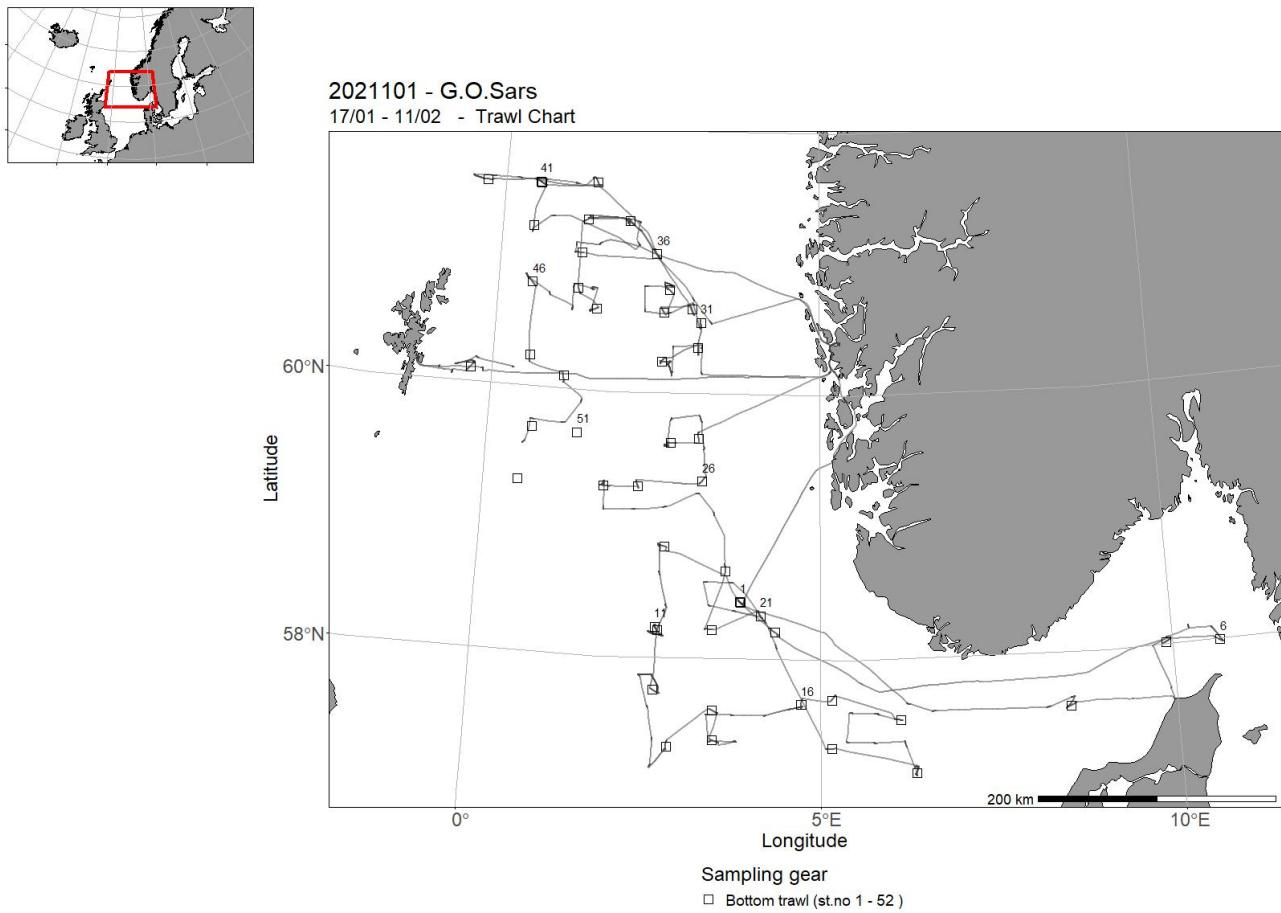 2021101 - G.O.Sars
17/01 - 11/02 - Trawl Chart
41
36
46
31
60°N
51
26
Latitude
1
21
11
6
58°N
16
200 km
0°
5°E
10°E
Longitude
Sampling gear
Bottom trawl (st.no 1 - 52 )